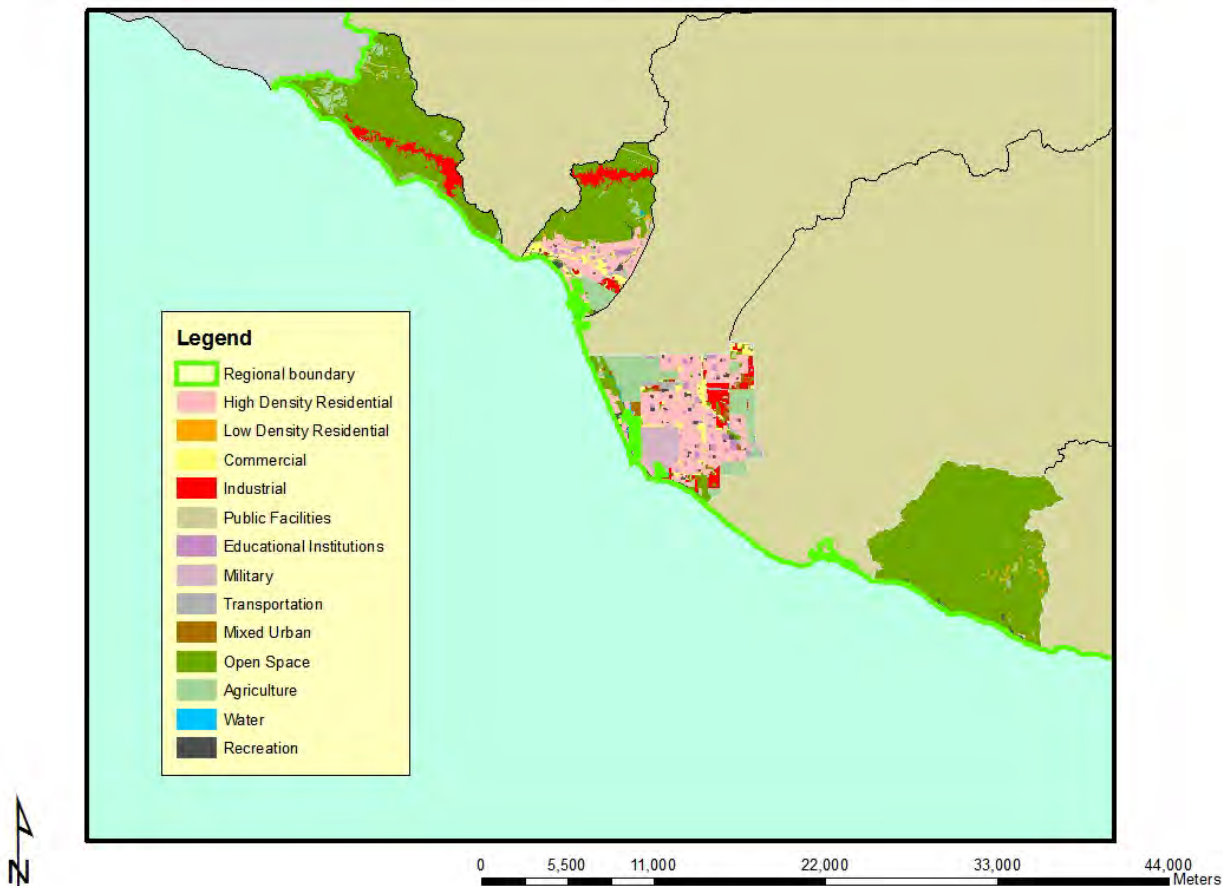 Legend
Regional boundary
High Density Residential
Low Density Residential
Commercial
Industrial
Public Facilities
Educational Institutions
Military
Transportation
Mixed Urban
Open Space
Agriculture
Water
Recreation
N
0 5,500 11,000 22,000 33,000 44,000
Meters